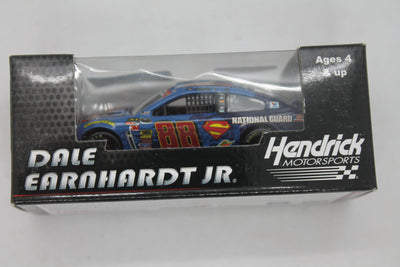 Ages 4
& up
NATIONAL GUARD
88
DALE
EARNHARDT JR.
Hendrick
MOTORSPORTS